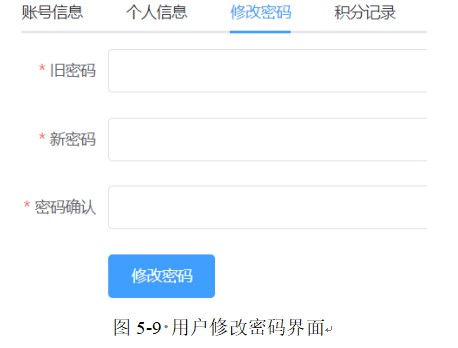 账号信息 个人信息 修改密码 积分记录
* 旧密码
* 新密码
* 密码确认
修改密码
图 5-9 用户修改密码界面